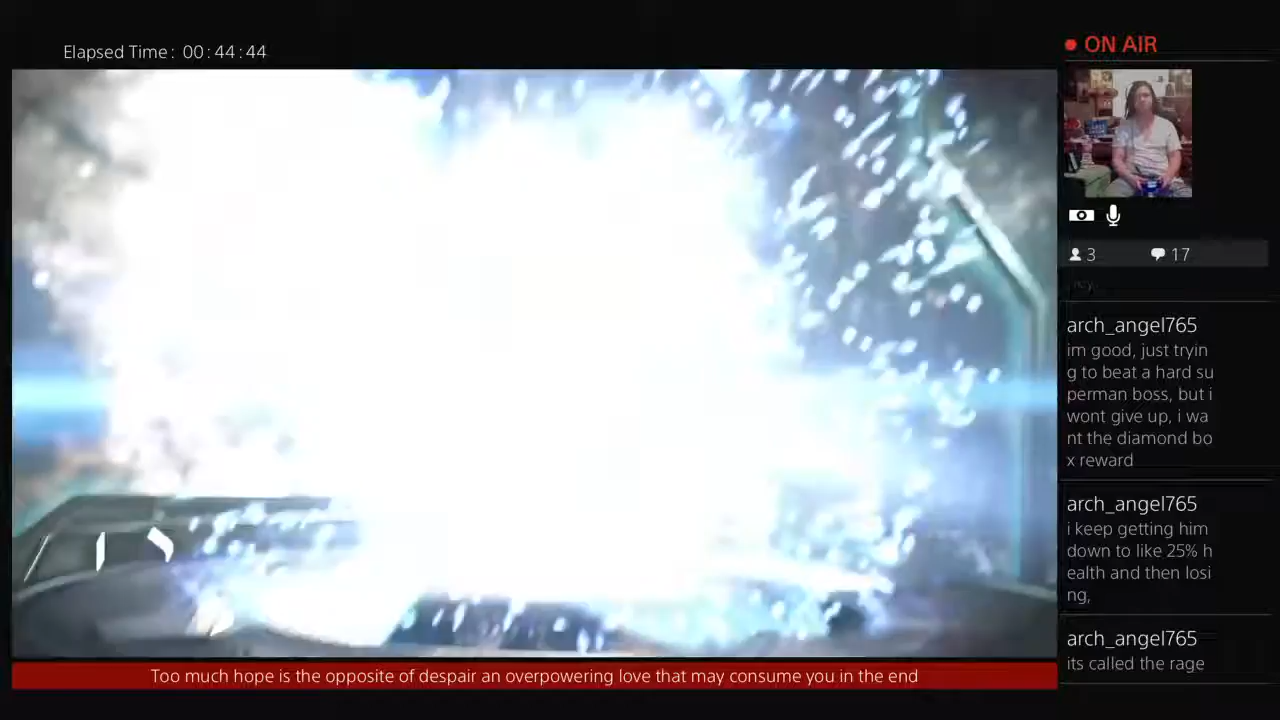 Elapsed Time: 00:44:44
ON AIR
3 17
arch_angel765
im good, just tryin
g to beat a hard su
perman boss, but i
wont give up, i wa
nt the diamond bo
x reward
arch_angel765
i keep getting him
down to like 25% h
ealth and then losi
ng,
arch_angel765
its called the rage
Too much hope is the opposite of despair an overpowering love that may consume you in the end